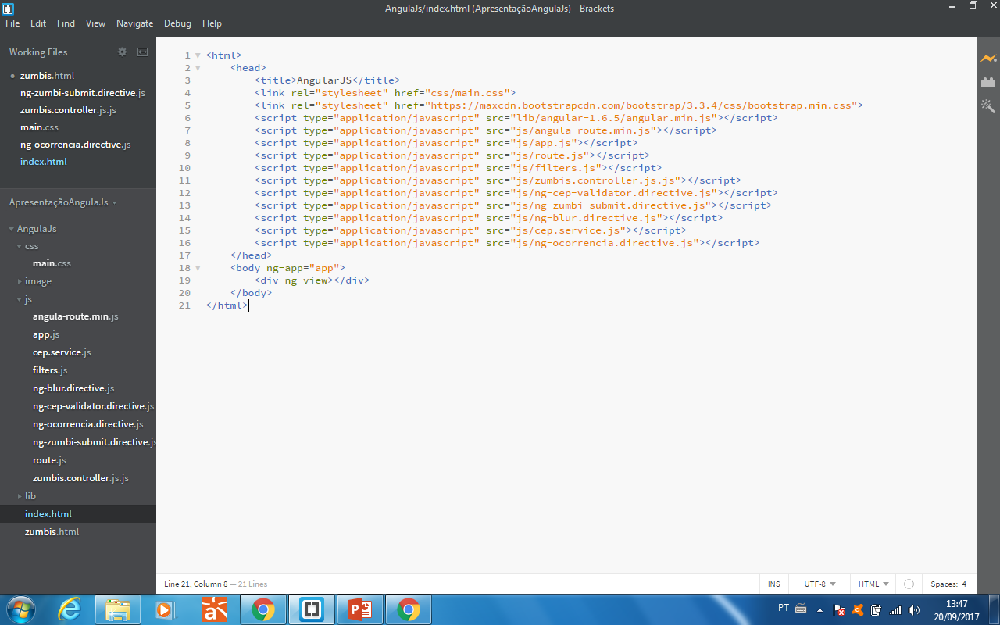 AngulaJs/index.html (ApresentaçãoAngulaJs) - Brackets
File Edit Find View Navigate Debug Help
Working Files
zumbis.html
ng-zumbi-submit.directive.js
zumbis.controller.js.js
main.css
ng-ocorrencia.directive.js
index.html
ApresentaçãoAngulaJs
AngulaJs
css
main.css
image
js
angula-route.min.js
app.js
cep.service.js
filters.js
ng-blur.directive.js
ng-cep-validator.directive.js
ng-ocorrencia.directive.js
ng-zumbi-submit.directive.js
route.js
zumbis.controller.js.js
lib
index.html
zumbis.html
1 <html>
2 <head>
3 <title>AngularJS</title>
4 <link rel="stylesheet" href="css/main.css">
5 <link rel="stylesheet" href="https://maxcdn.bootstrapcdn.com/bootstrap/3.3.4/css/bootstrap.min.css">
6 <script type="application/javascript" src="lib/angular-1.6.5/angular.min.js"></script>
7 <script type="application/javascript" src="js/angula-route.min.js"></script>
8 <script type="application/javascript" src="js/app.js"></script>
9 <script type="application/javascript" src="js/route.js"></script>
10 <script type="application/javascript" src="js/filters.js"></script>
11 <script type="application/javascript" src="js/zumbis.controller.js.js"></script>
12 <script type="application/javascript" src="js/ng-cep-validator.directive.js"></script>
13 <script type="application/javascript" src="js/ng-zumbi-submit.directive.js"></script>
14 <script type="application/javascript" src="js/ng-blur.directive.js"></script>
15 <script type="application/javascript" src="js/cep.service.js"></script>
16 <script type="application/javascript" src="js/ng-ocorrencia.directive.js"></script>
17 </head>
18 <body ng-app="app">
19 <div ng-view></div>
20 </body>
21 </html>
Line 21, Column 8 — 21 Lines
INS UTF-8 HTML Spaces: 4
PT 13:47
20/09/2017